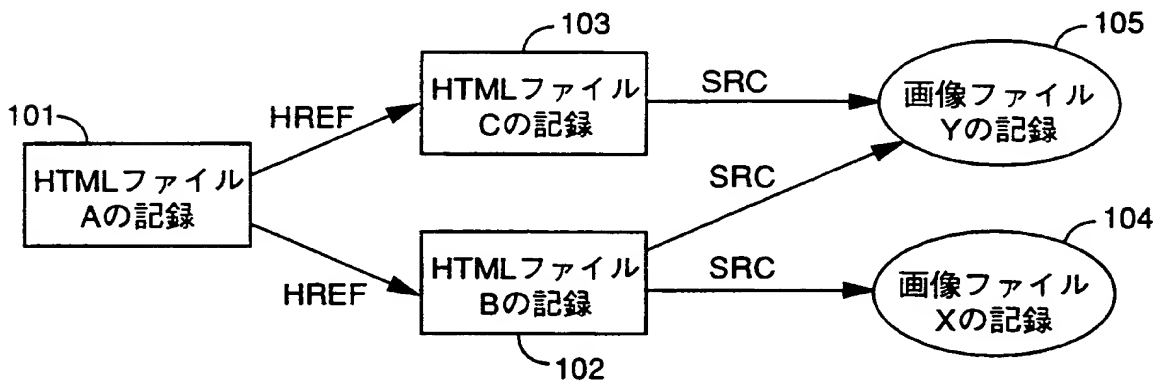 101
HTMLファイル
Aの記録
HREF
HREF
103
HTMLファイル
Cの記録
HTMLファイル
Bの記録
102
SRC
SRC
SRC
105
画像ファイル
Yの記録
104
画像ファイル
Xの記録